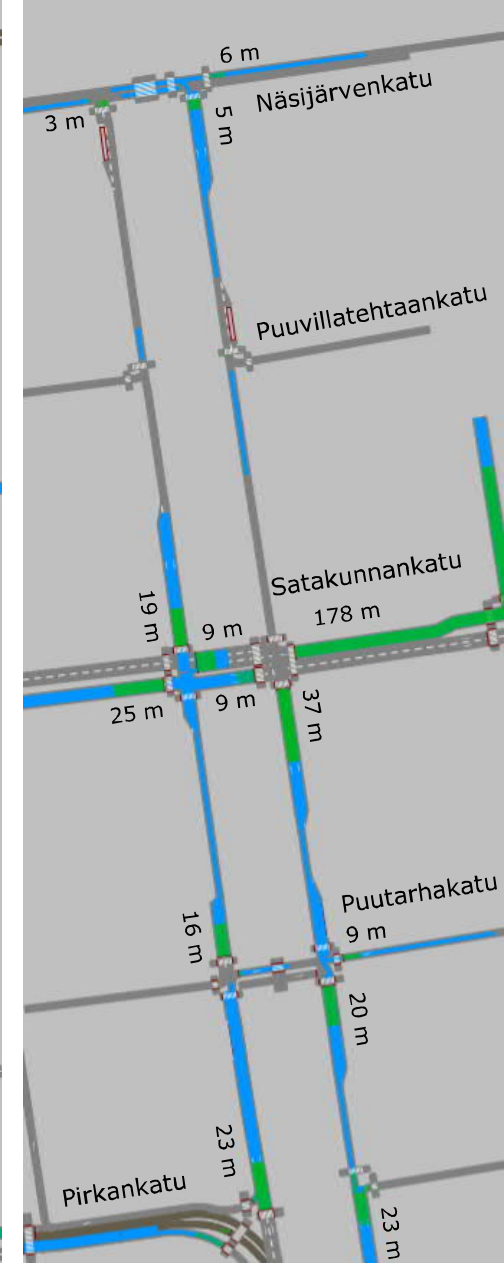 6 m
Näsijärvenkatu
3 m
5 m
Puuvillatehtaankatu
Satakunnankatu
178 m
19 m
9 m
25 m
9 m
37 m
Puutarhakatu
16 m
9 m
20 m
23 m
Pirkankatu
23 m